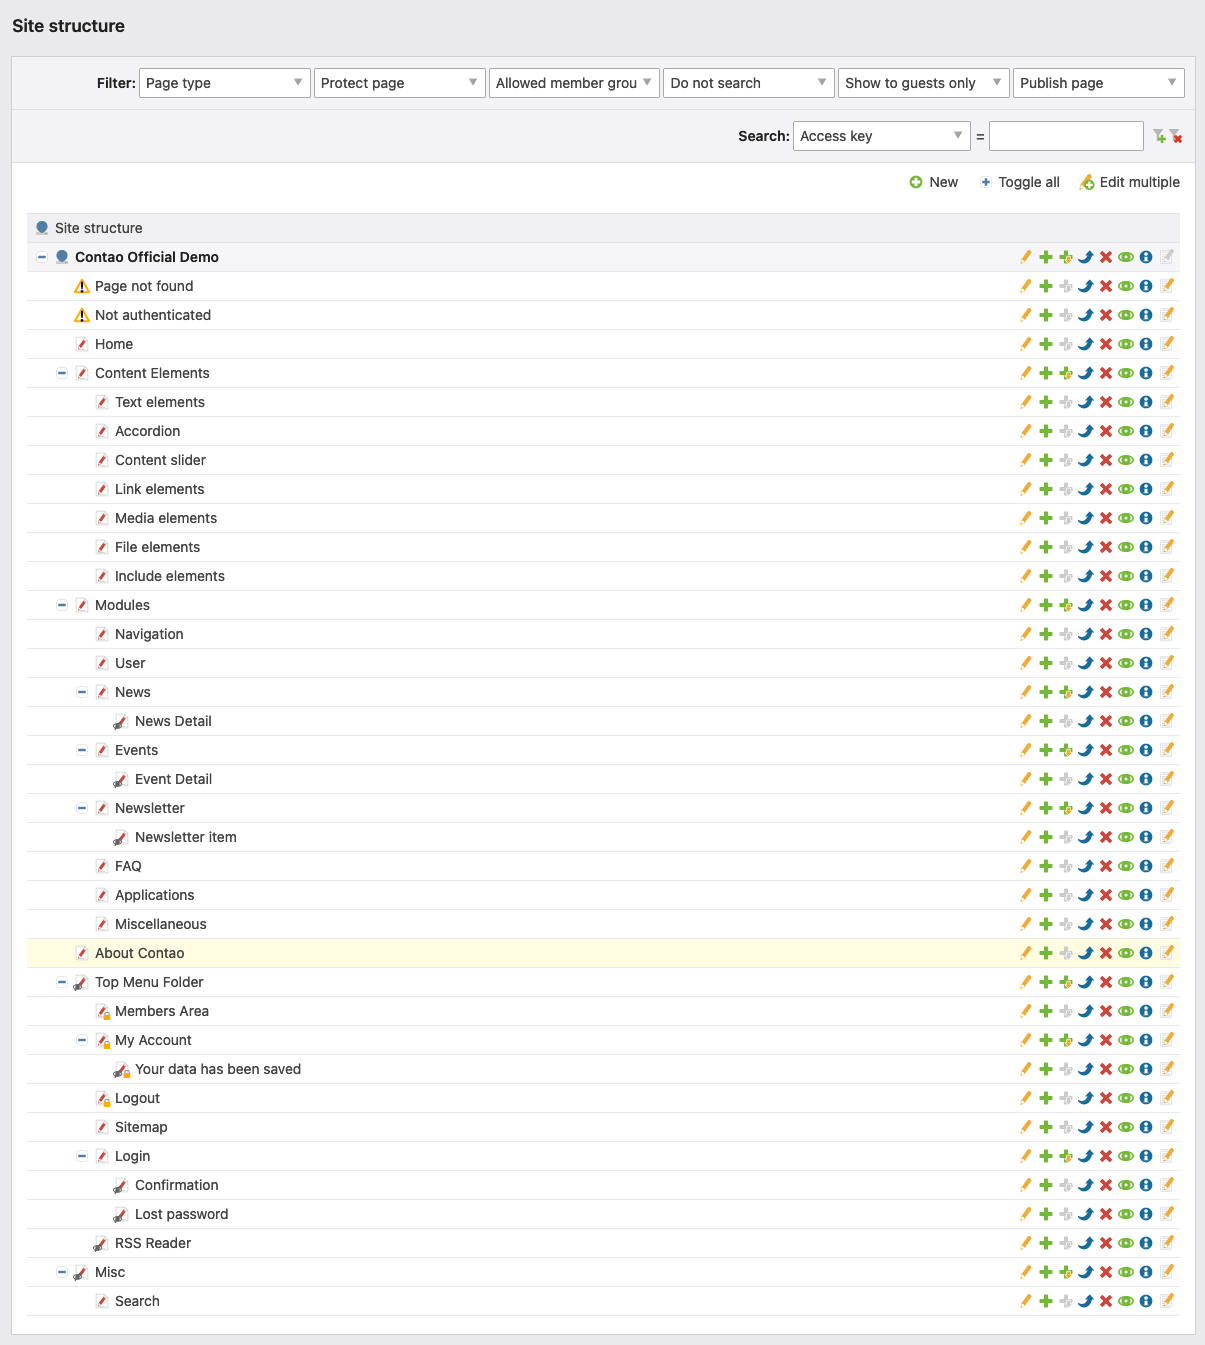 Site structure
Filter: Page type Protect page Allowed member grou Do not search Show to guests only Publish page
Search: Access key =
New Toggle all Edit multiple
Site structure
Contao Official Demo
Page not found
Not authenticated
Home
Content Elements
Text elements
Accordion
Content slider
Link elements
Media elements
File elements
Include elements
Modules
Navigation
User
News
News Detail
Events
Event Detail
Newsletter
Newsletter item
FAQ
Applications
Miscellaneous
About Contao
Top Menu Folder
Members Area
My Account
Your data has been saved
Logout
Sitemap
Login
Confirmation
Lost password
RSS Reader
Misc
Search